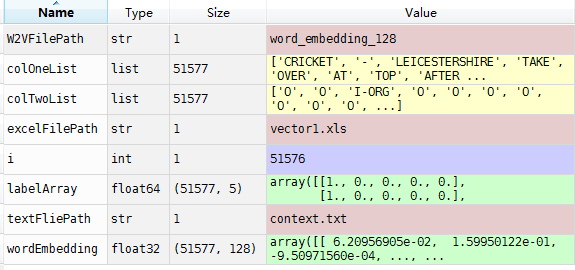 Name Type Size Value
W2VFilePath str 1 word_embedding_128
colOneList list 51577 ['CRICKET', '-', 'LEICESTERSHIRE', 'TAKE',
'OVER', 'AT', 'TOP', 'AFTER ...
colTwoList list 51577 ['O', 'O', 'I-ORG', 'O', 'O', 'O', 'O',
'O', 'O', 'O', ...]
excelFilePath str 1 vector1.xls
i int 1 51576
labelArray float64 (51577, 5) array([[1., 0., 0., 0., 0.],
[1., 0., 0., 0., 0.],
textFliePath str 1 context.txt
wordEmbedding float32 (51577, 128) array([[ 6.20956905e-02, 1.59950122e-01,
-9.50971560e-04, ..., ...